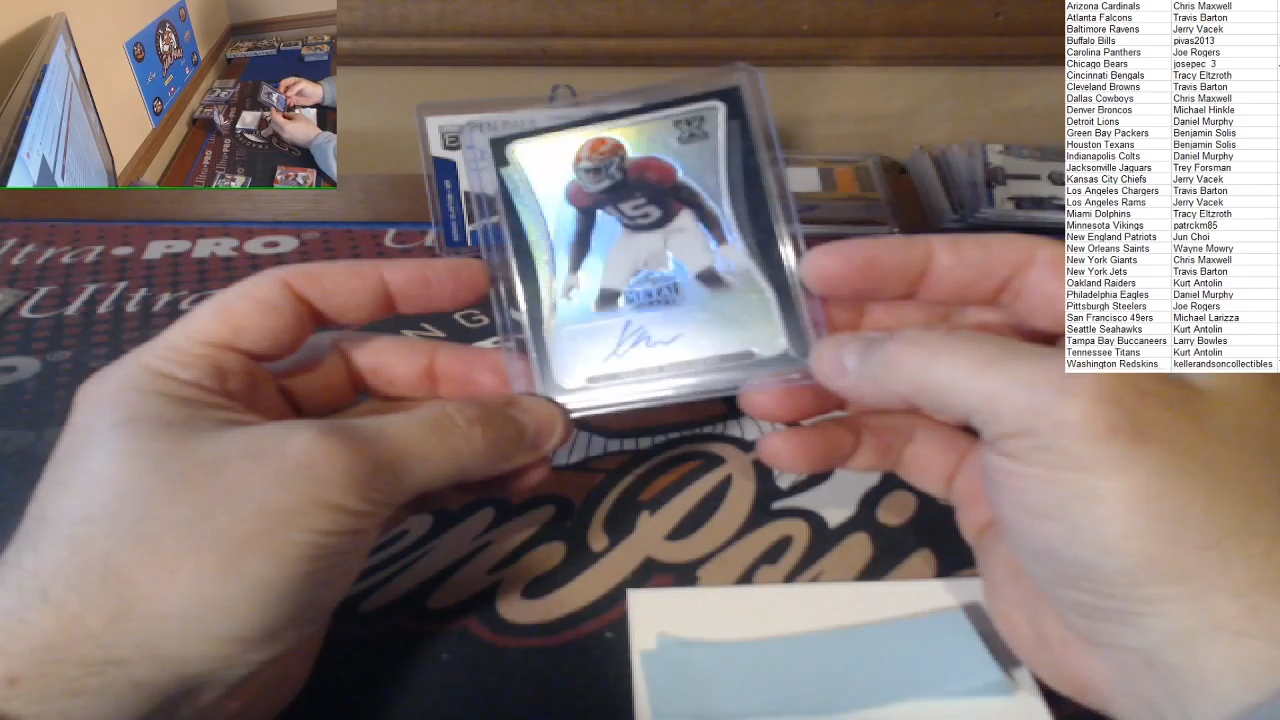 Arizona Cardinals Chris Maxwell
Atlanta Falcons Travis Barton
Baltimore Ravens Jerry Vacek
Buffalo Bills pivas2013
Carolina Panthers Joe Rogers
Chicago Bears josepec_3
Cincinnati Bengals Tracy Eltzroth
Cleveland Browns Travis Barton
Dallas Cowboys Chris Maxwell
Denver Broncos Michael Hinkle
Detroit Lions Daniel Murphy
Green Bay Packers Benjamin Solis
Houston Texans Benjamin Solis
Indianapolis Colts Daniel Murphy
Jacksonville Jaguars Trey Forsman
Kansas City Chiefs Jerry Vacek
Los Angeles Chargers Travis Barton
Los Angeles Rams Jerry Vacek
Miami Dolphins Tracy Eltzroth
Minnesota Vikings patrckm85
New England Patriots Jun Choi
New Orleans Saints Wayne Mowry
New York Giants Chris Maxwell
New York Jets Travis Barton
Oakland Raiders Kurt Antolin
Philadelphia Eagles Daniel Murphy
Pittsburgh Steelers Joe Rogers
San Francisco 49ers Michael Larizza
Seattle Seahawks Kurt Antolin
Tampa Bay Buccaneers Larry Bowles
Tennessee Titans Kurt Antolin
Washington Redskins kellerandsoncollectibles
Ultra•PRO
Ultra
15